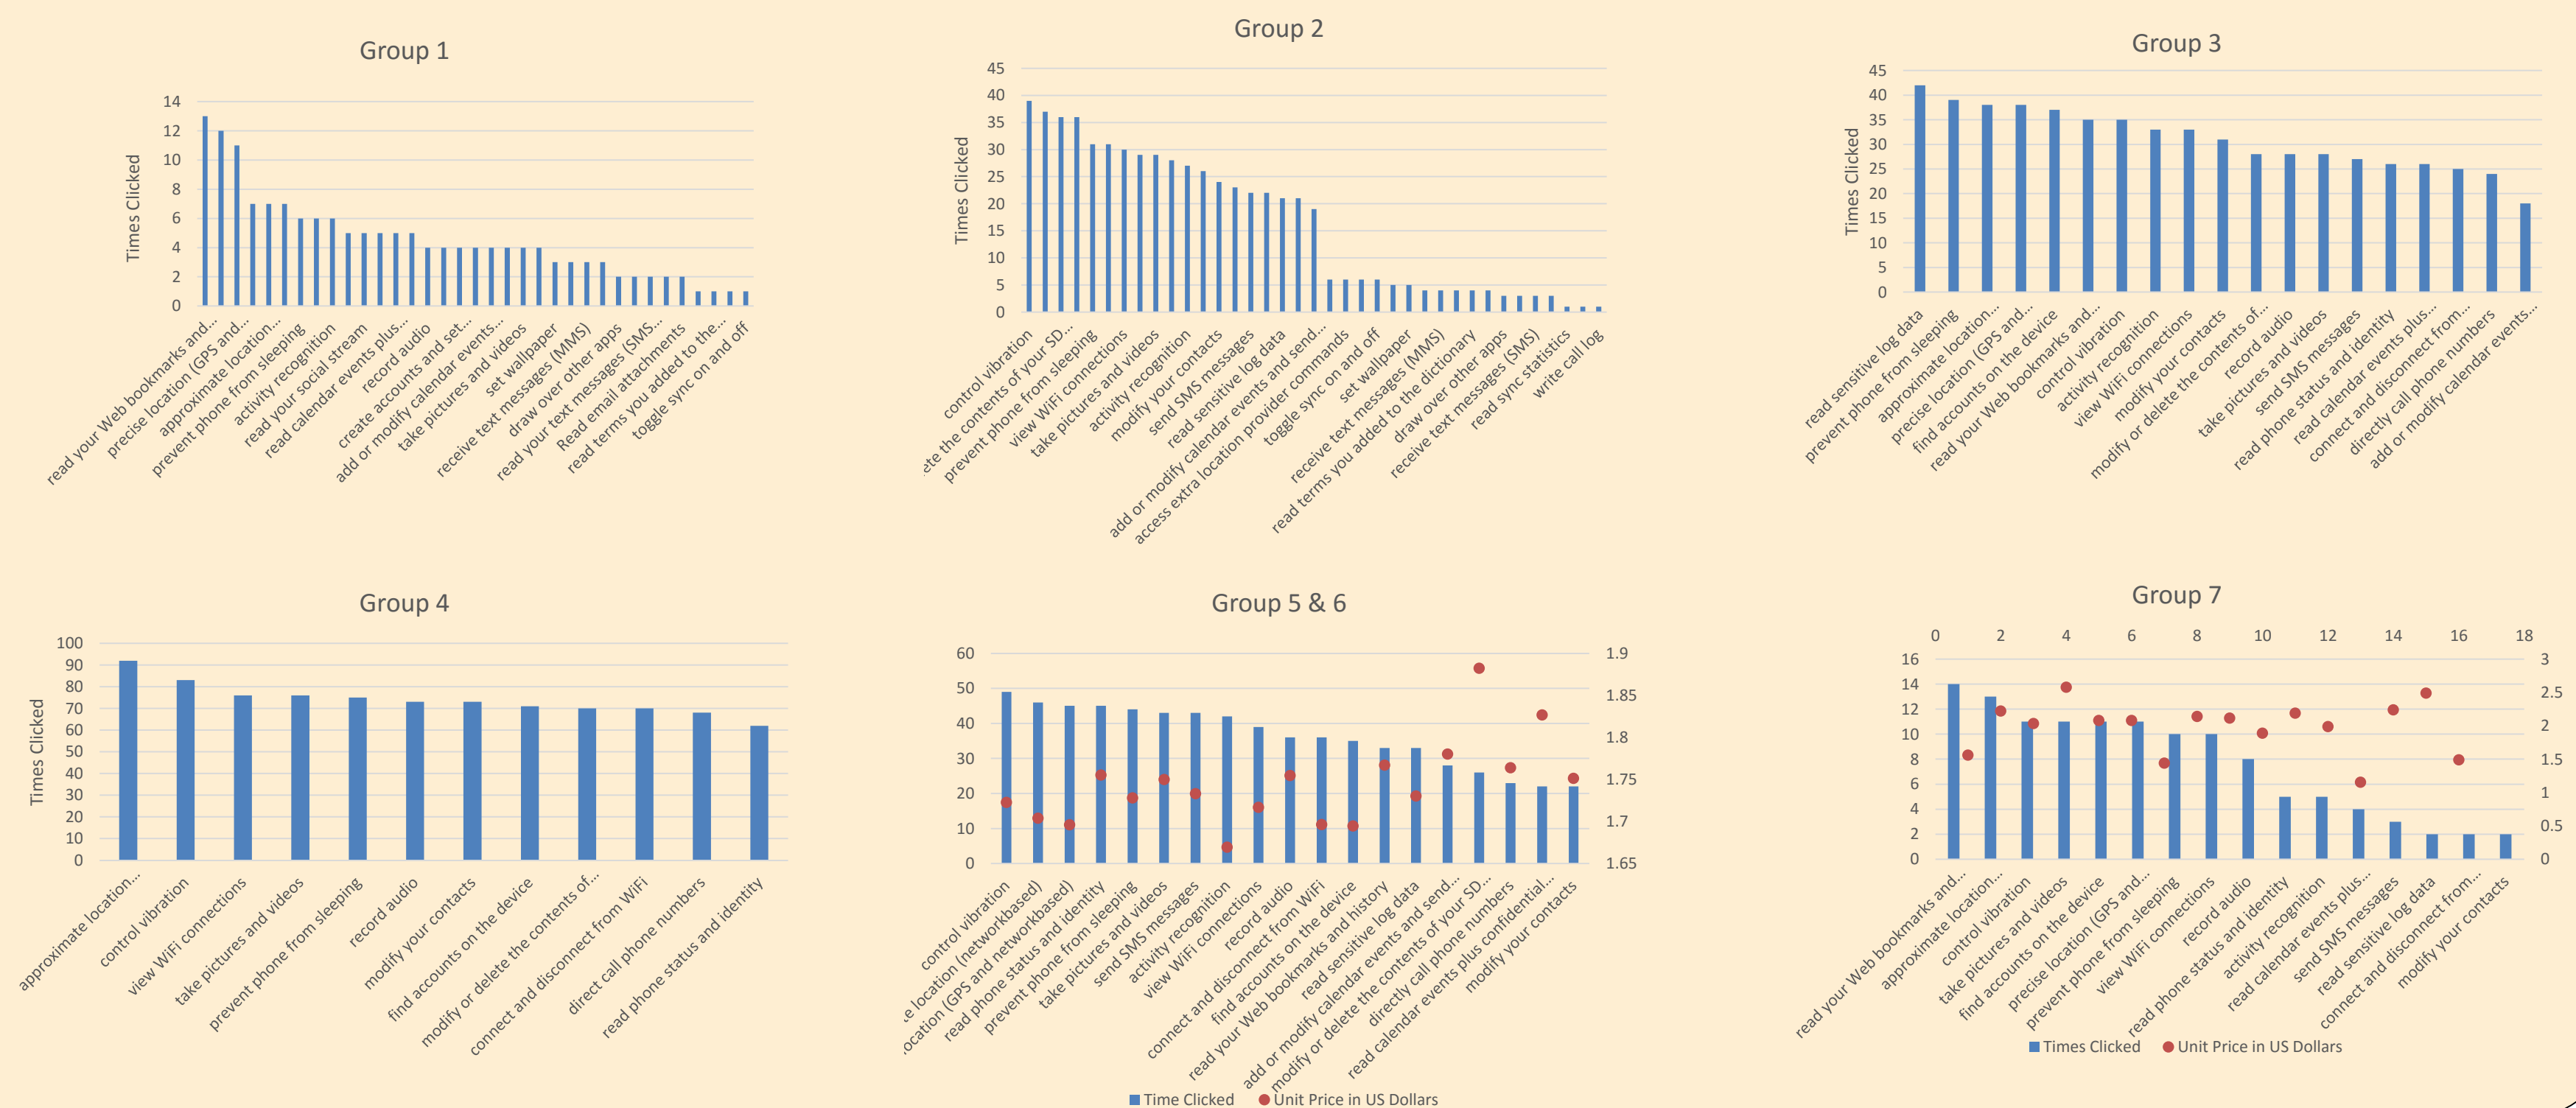 Group 1
Times Clicked
14
12
10
8
6
4
2
0
read your Web bookmarks and...
precise location (GPS and...
approximate location...
prevent phone from sleeping
activity recognition
read your social stream
read calendar events plus...
record audio
create accounts and set...
add or modify calendar events...
take pictures and videos
set wallpaper
receive text messages (MMS)
draw over other apps
read your text messages (SMS...
Read email attachments
read terms you added to the...
toggle sync on and off
Group 2
Times Clicked
45
40
35
30
25
20
15
10
5
0
control vibration
ete the contents of your SD...
prevent phone from sleeping
view WiFi connections
take pictures and videos
activity recognition
modify your contacts
send SMS messages
read sensitive log data
add or modify calendar events and send...
access extra location provider commands
toggle sync on and off
set wallpaper
receive text messages (MMS)
read terms you added to the dictionary
draw over other apps
receive text messages (SMS)
read sync statistics
write call log
Group 3
Times Clicked
45
40
35
30
25
20
15
10
5
0
read sensitive log data
prevent phone from sleeping
approximate location...
precise location (GPS and...
find accounts on the device
read your Web bookmarks and...
control vibration
activity recognition
view WiFi connections
modify your contacts
modify or delete the contents of...
record audio
take pictures and videos
send SMS messages
read phone status and identity
read calendar events plus...
connect and disconnect from...
directly call phone numbers
add or modify calendar events...
Group 4
Times Clicked
100
90
80
70
60
50
40
30
20
10
0
approximate location...
control vibration
view WiFi connections
take pictures and videos
prevent phone from sleeping
record audio
modify your contacts
find accounts on the device
modify or delete the contents of...
connect and disconnect from WiFi
direct call phone numbers
read phone status and identity
Group 5 & 6
60
50
40
30
20
10
0
1.9
1.85
1.8
1.75
1.7
1.65
control vibration
te location (networkbased)
location (GPS and networkbased)
read phone status and identity
prevent phone from sleeping
take pictures and videos
send SMS messages
activity recognition
view WiFi connections
record audio
connect and disconnect from WiFi
find accounts on the device
read your Web bookmarks and history
read sensitive log data
add or modify calendar events and send...
modify or delete the contents of your SD...
directly call phone numbers
read calendar events plus confidential...
modify your contacts
Time Clicked
Unit Price in US Dollars
Group 7
0 2 4 6 8 10 12 14 16 18
16
14
12
10
8
6
4
2
0
3
2.5
2
1.5
1
0.5
0
read your Web bookmarks and...
approximate location...
control vibration
take pictures and videos
find accounts on the device
precise location (GPS and...
prevent phone from sleeping
view WiFi connections
record audio
read phone status and identity
activity recognition
read calendar events plus...
send SMS messages
read sensitive log data
connect and disconnect from...
modify your contacts
Times Clicked
Unit Price in US Dollars